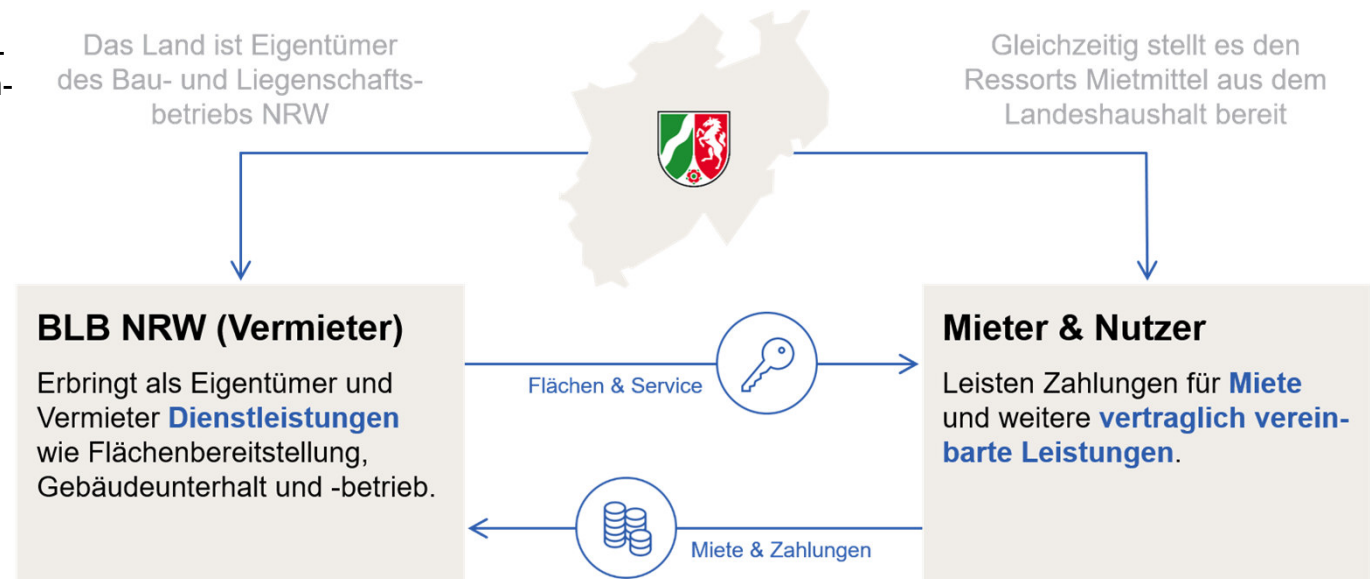 Das Land ist Eigentümer
des Bau- und Liegenschafts-
betriebs NRW
Gleichzeitig stellt es den
Ressorts Mietmittel aus dem
Landeshaushalt bereit
BLB NRW (Vermieter)
Erbringt als Eigentümer und
Vermieter Dienstleistungen
wie Flächenbereitstellung,
Gebäudeunterhalt und -betrieb.
Flächen & Service
Miete & Zahlungen
Mieter & Nutzer
Leisten Zahlungen für Miete
und weitere vertraglich verein-
barte Leistungen.